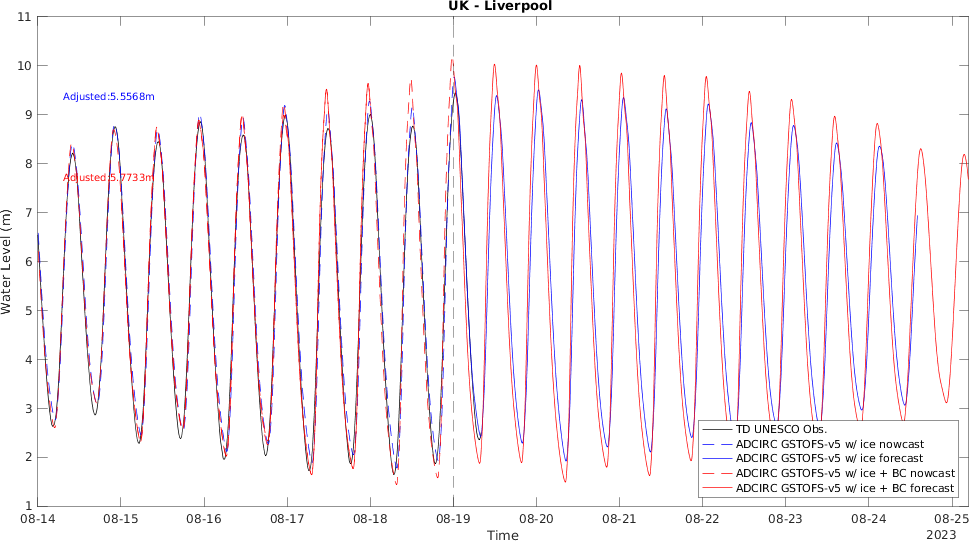 UK - Liverpool
11
10
9
8
7
6
5
4
3
2
1
Water Level (m)
Adjusted:5.5568m
Adjusted:5.7733m
TD UNESCO Obs.
ADCIRC GSTOFS-v5 w/ ice nowcast
ADCIRC GSTOFS-v5 w/ ice forecast
ADCIRC GSTOFS-v5 w/ ice + BC nowcast
ADCIRC GSTOFS-v5 w/ ice + BC forecast
08-14 08-15 08-16 08-17 08-18 08-19 08-20 08-21 08-22 08-23 08-24 08-25
Time
2023